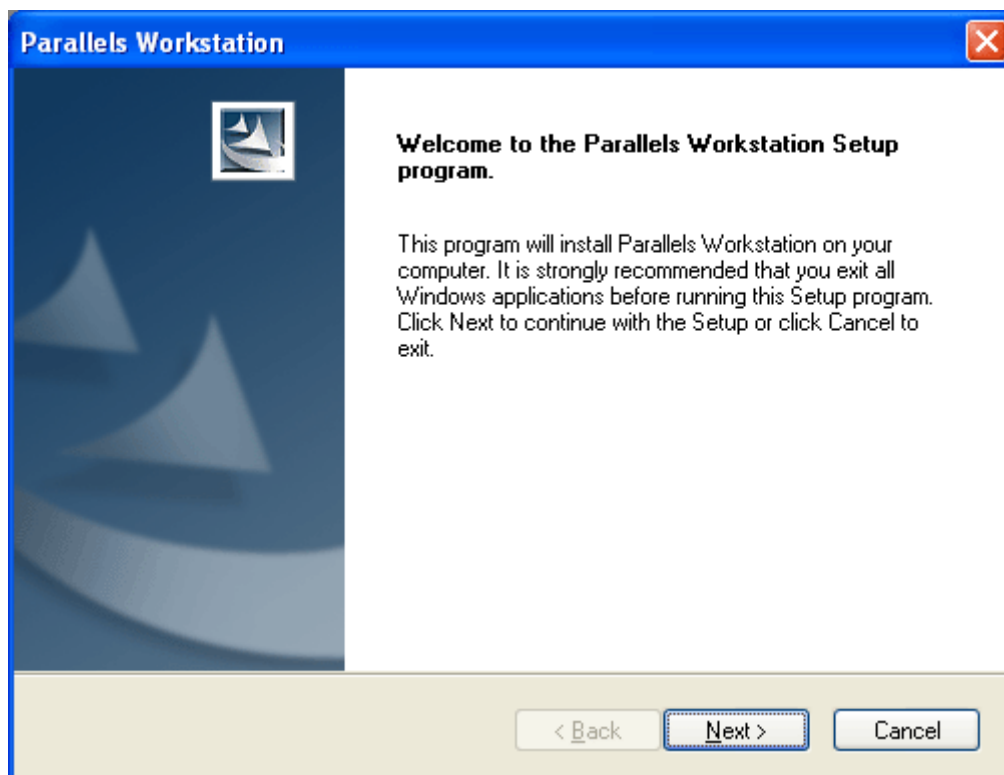 Parallels Workstation
Welcome to the Parallels Workstation Setup
program.
This program will install Parallels Workstation on your
computer. It is strongly recommended that you exit all
Windows applications before running this Setup program.
Click Next to continue with the Setup or click Cancel to
exit.
< Back Next > Cancel